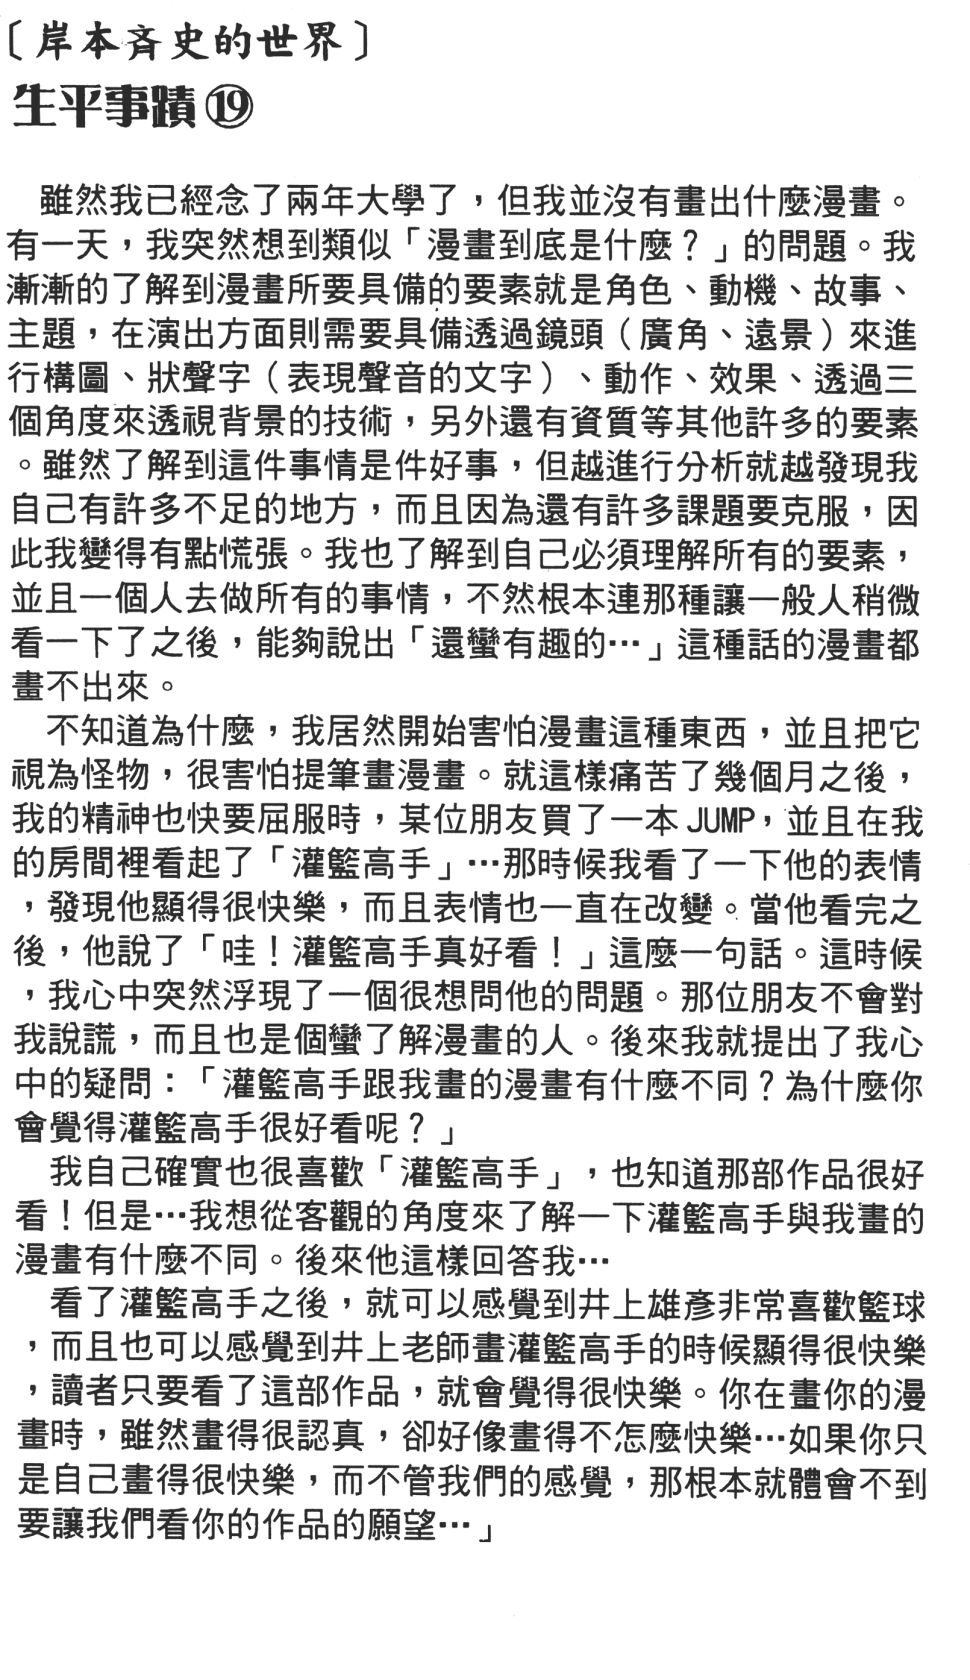 〔岸本斉史的世界〕
生平事蹟⑲
雖然我已經念了兩年大學了，但我並沒有畫出什麼漫畫。
有一天，我突然想到類似「漫畫到底是什麼？」的問題。我
漸漸的了解到漫畫所要具備的要素就是角色、動機、故事、
主題，在演出方面則需要具備透過鏡頭（廣角、遠景）來進
行構圖、狀聲字（表現聲音的文字）、動作、效果、透過三
個角度來透視背景的技術，另外還有資質等其他許多的要素
。雖然了解到這件事情是件好事，但越進行分析就越發現我
自己有許多不足的地方，而且因為還有許多課題要克服，因
此我變得有點慌張。我也了解到自己必須理解所有的要素，
並且一個人去做所有的事情，不然根本連那種讓一般人稍微
看一下了之後，能夠說出「還蠻有趣的…」這種話的漫畫都
畫不出來。
不知道為什麼，我居然開始害怕漫畫這種東西，並且把它
視為怪物，很害怕提筆畫漫畫。就這樣痛苦了幾個月之後，
我的精神也快要屈服時，某位朋友買了一本JUMP，並且在我
的房間裡看起了「灌籃高手」…那時候我看了一下他的表情
，發現他顯得很快樂，而且表情也一直在改變。當他看完之
後，他說了「哇！灌籃高手真好看！」這麼一句話。這時候
，我心中突然浮現了一個很想問他的問題。那位朋友不會對
我說謊，而且也是個蠻了解漫畫的人。後來我就提出了我心
中的疑問：「灌籃高手跟我畫的漫畫有什麼不同？為什麼你
會覺得灌籃高手很好看呢？」
我自己確實也很喜歡「灌籃高手」，也知道那部作品很好
看！但是…我想從客觀的角度來了解一下灌籃高手與我畫的
漫畫有什麼不同。後來他這樣回答我…
看了灌籃高手之後，就可以感覺到井上雄彥非常喜歡籃球
，而且也可以感覺到井上老師畫灌籃高手的時候顯得很快樂
，讀者只要看了這部作品，就會覺得很快樂。你在畫你的漫
畫時，雖然畫得很認真，卻好像畫得不怎麼快樂…如果你只
是自己畫得很快樂，而不管我們的感覺，那根本就體會不到
要讓我們看你的作品的願望…」